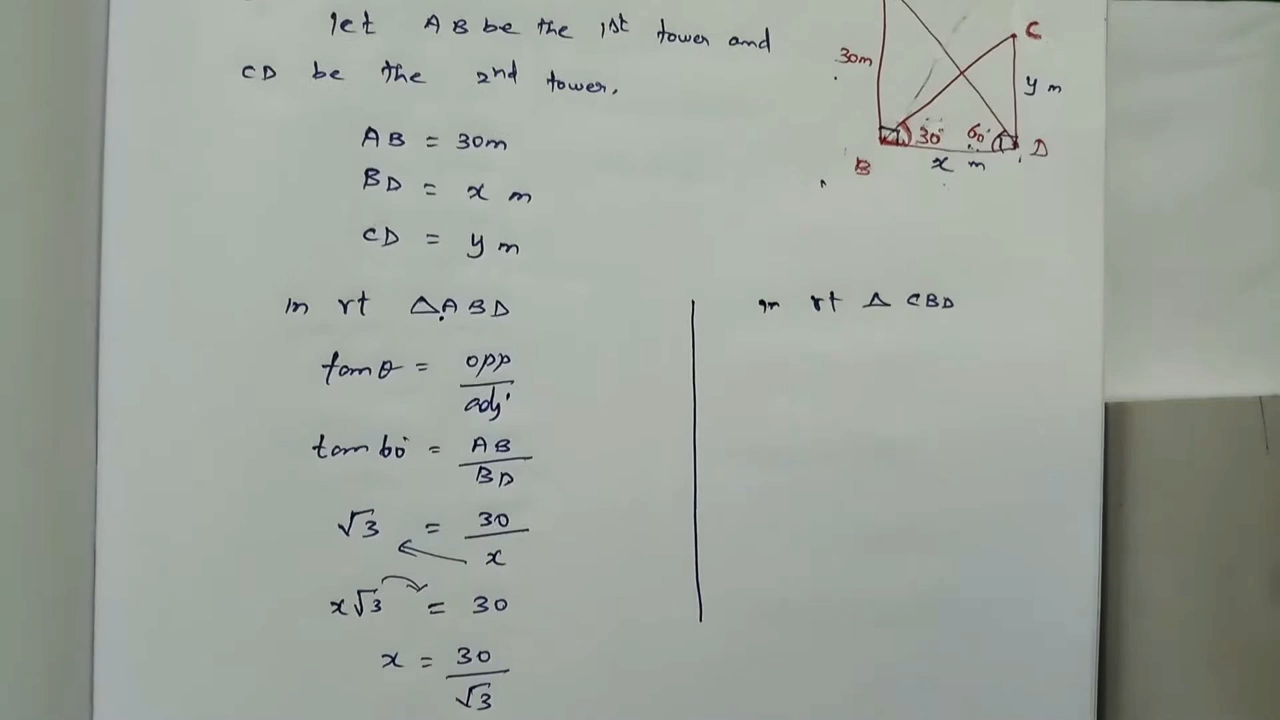 let AB be the 1st tower and
CD be the 2nd tower.
AB = 30m
BD = x m
CD = y m
in rt △ABD
tanθ = opp/adj
tan 60° = AB/BD
√3 = 30/x
x√3 = 30
x = 30/√3
in rt △ CBD
C
30m
y m
30° 60°
B
D
x m